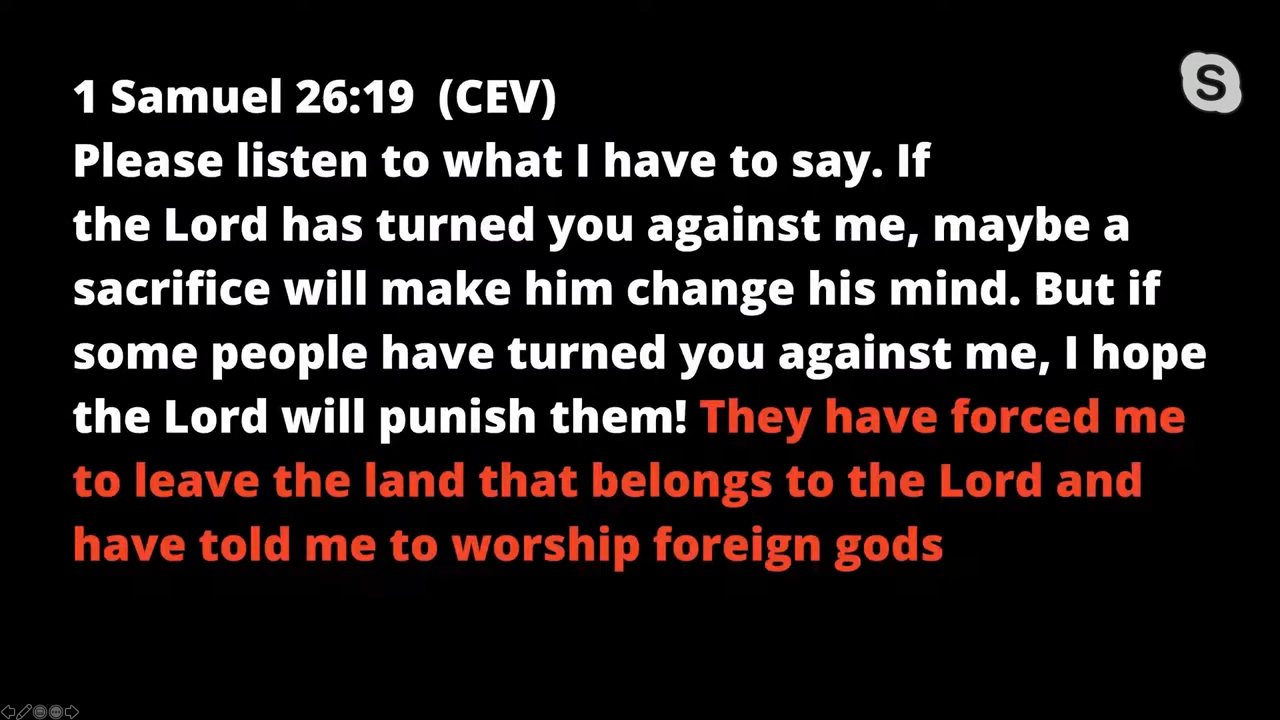 1 Samuel 26:19 (CEV)
Please listen to what I have to say. If
the Lord has turned you against me, maybe a
sacrifice will make him change his mind. But if
some people have turned you against me, I hope
the Lord will punish them! They have forced me
to leave the land that belongs to the Lord and
have told me to worship foreign gods
S